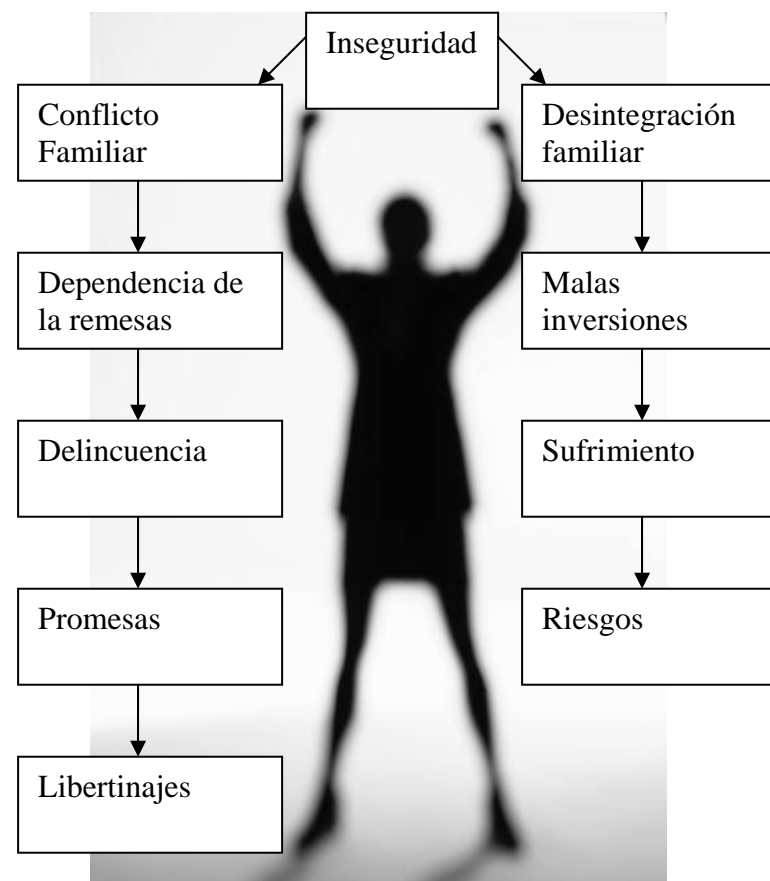 Inseguridad
Conflicto
Familiar
Dependencia de
la remesas
Delincuencia
Promesas
Libertinajes
Desintegración
familiar
Malas
inversiones
Sufrimiento
Riesgos